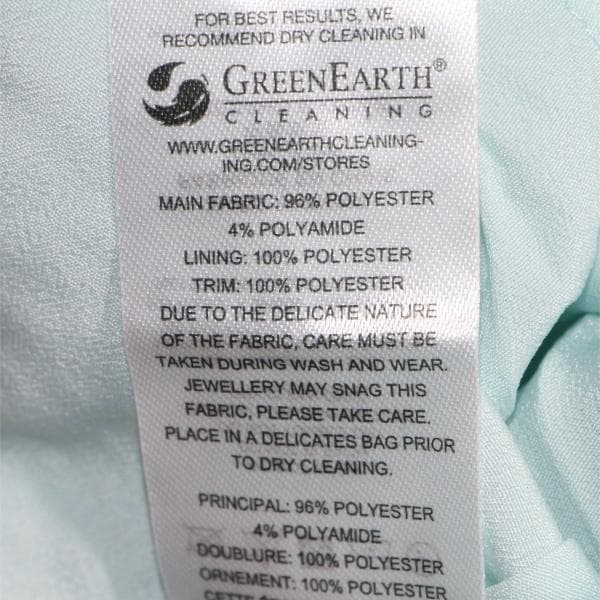 FOR BEST RESULTS, WE
RECOMMEND DRY CLEANING IN
GREENEARTH®
CLEANING
WWW.GREENEARTHCLEANING-
ING.COM/STORES
MAIN FABRIC: 96% POLYESTER
4% POLYAMIDE
LINING: 100% POLYESTER
TRIM: 100% POLYESTER
DUE TO THE DELICATE NATURE
OF THE FABRIC, CARE MUST BE
TAKEN DURING WASH AND WEAR.
JEWELLERY MAY SNAG THIS
FABRIC, PLEASE TAKE CARE.
PLACE IN A DELICATES BAG PRIOR
TO DRY CLEANING.
PRINCIPAL: 96% POLYESTER
4% POLYAMIDE
DOUBLURE: 100% POLYESTER
ORNEMENT: 100% POLYESTER